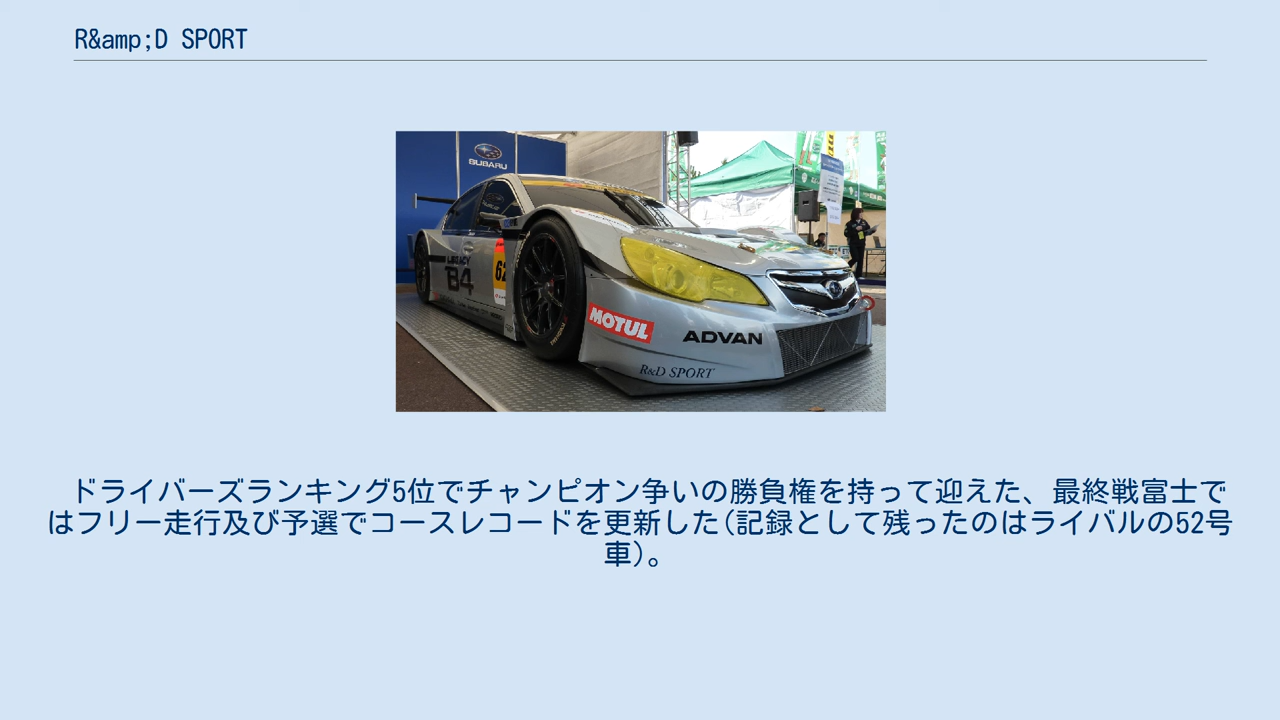 R&amp;D SPORT
SUBARU
LEGACY
B4
62
MOTUL
ADVAN
R&D SPORT
ドライバーズランキング5位でチャンピオン争いの勝負権を持って迎えた、最終戦富士で
はフリー走行及び予選でコースレコードを更新した(記録として残ったのはライバルの52号
車)。